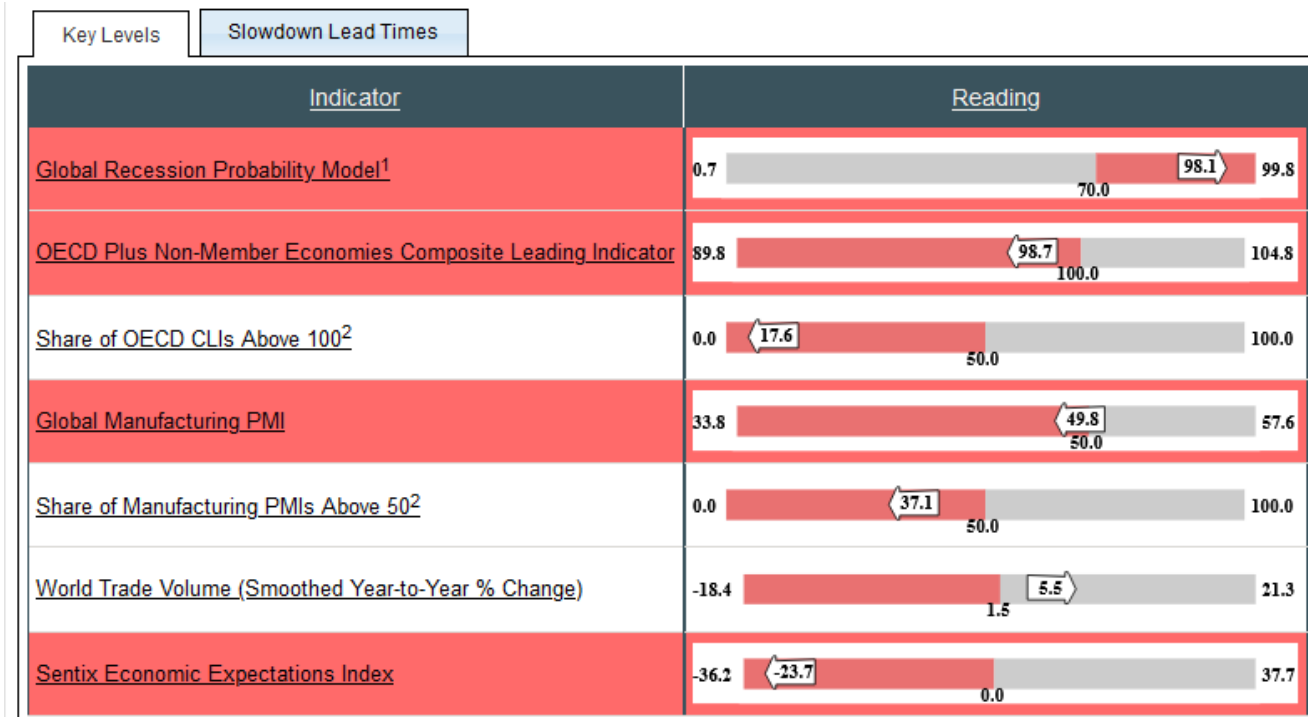 Key Levels
Slowdown Lead Times
Indicator
Reading
Global Recession Probability Model1
0.7
98.1
99.8
70.0
OECD Plus Non-Member Economies Composite Leading Indicator
89.8
98.7
104.8
100.0
Share of OECD CLIs Above 1002
0.0
17.6
100.0
50.0
Global Manufacturing PMI
33.8
49.8
57.6
50.0
Share of Manufacturing PMIs Above 502
0.0
37.1
100.0
50.0
World Trade Volume (Smoothed Year-to-Year % Change)
-18.4
5.5
21.3
1.5
Sentix Economic Expectations Index
-36.2
-23.7
37.7
0.0